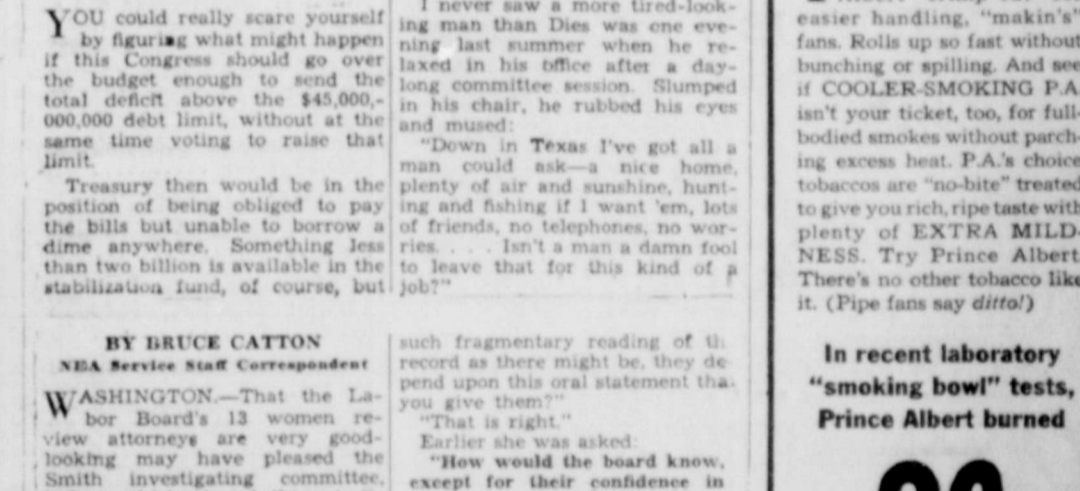 YOU could really scare yourself
by figuring what might happen
if this Congress should go over
the budget enough to send the
total deficit above the $45,000,-
000,000 debt limit, without at the
same time voting to raise that
limit.
Treasury then would be in the
position of being obliged to pay
the bills but unable to borrow a
dime anywhere. Something less
than two billion is available in the
stabilization fund, of course, but
I never saw a more tired-look-
ing man than Dies was one eve-
ning last summer when he re-
laxed in his office after a day-
long committee session. Slumped
in his chair, he rubbed his eyes
and mused:
"Down in Texas I've got all a
man could ask—a nice home,
plenty of air and sunshine, hunt-
ing and fishing if I want 'em, lots
of friends, no telephones, no wor-
ries. . . . Isn't a man a damn fool
to leave that for this kind of a
job?"
BY BRUCE CATTON
NEA Service Staff Correspondent
WASHINGTON.—That the La-
bor Board's 13 women re-
view attorneys are very good-
looking may have pleased the
Smith investigating committee,
such fragmentary reading of
record as there might be, they de
pend upon this oral statement tha
you give them?"
"That is right."
Earlier she was asked:
"How would the board know,
except for their confidence in
easier handling, "makin's"
fans. Rolls up so fast without
bunching or spilling. And see
if COOLER-SMOKING P.A.
isn't your ticket, too, for full-
bodied smokes without parch-
ing excess heat. P.A.'s choice
tobaccos are "no-bite" treated
to give you rich, ripe taste with
plenty of EXTRA MILD-
NESS. Try Prince Albert.
There's no other tobacco like
it. (Pipe fans say ditto!)
In recent laboratory
"smoking bowl" tests,
Prince Albert burned